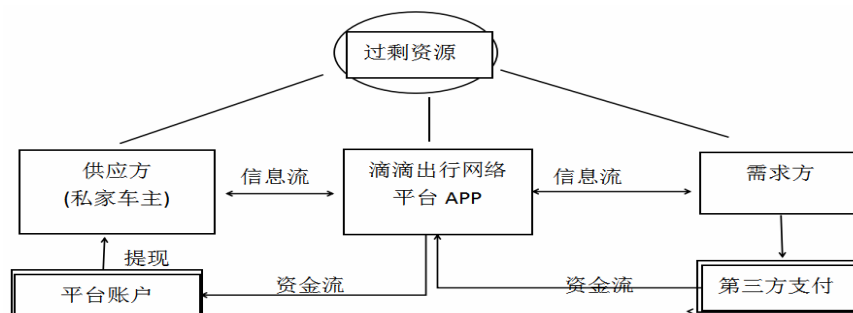 过剩资源
供应方
(私家车主)
信息流
滴滴出行网络
平台 APP
信息流
需求方
提现
平台账户
资金流
资金流
第三方支付